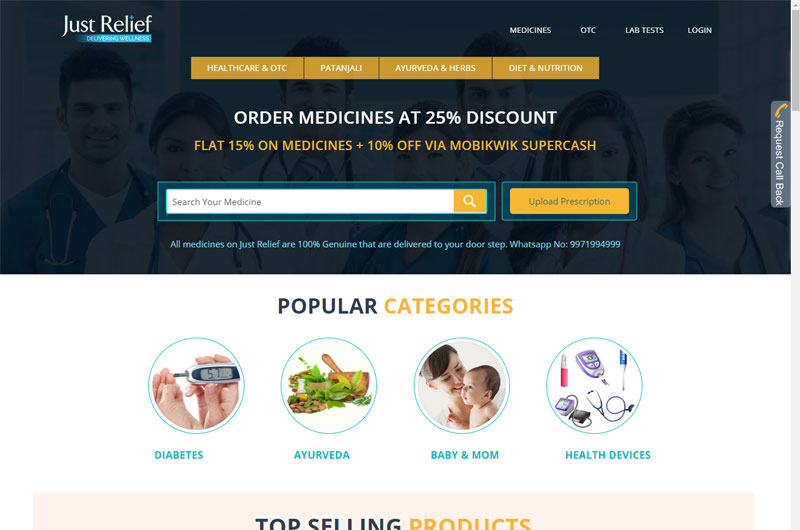 Just Relief
DELIVERING WELLNESS
MEDICINES
OTC
LAB TESTS
LOGIN
HEALTHCARE & OTC
PATANJALI
AYURVEDA & HERBS
DIET & NUTRITION
ORDER MEDICINES AT 25% DISCOUNT
FLAT 15% ON MEDICINES + 10% OFF VIA MOBIKWIK SUPERCASH
Request Call Back
Search Your Medicine
Upload Prescription
All medicines on Just Relief are 100% Genuine that are delivered to your door step. Whatsapp No: 9971994999
POPULAR CATEGORIES
DIABETES
AYURVEDA
BABY & MOM
HEALTH DEVICES
TOP SELLING PRODUCTS